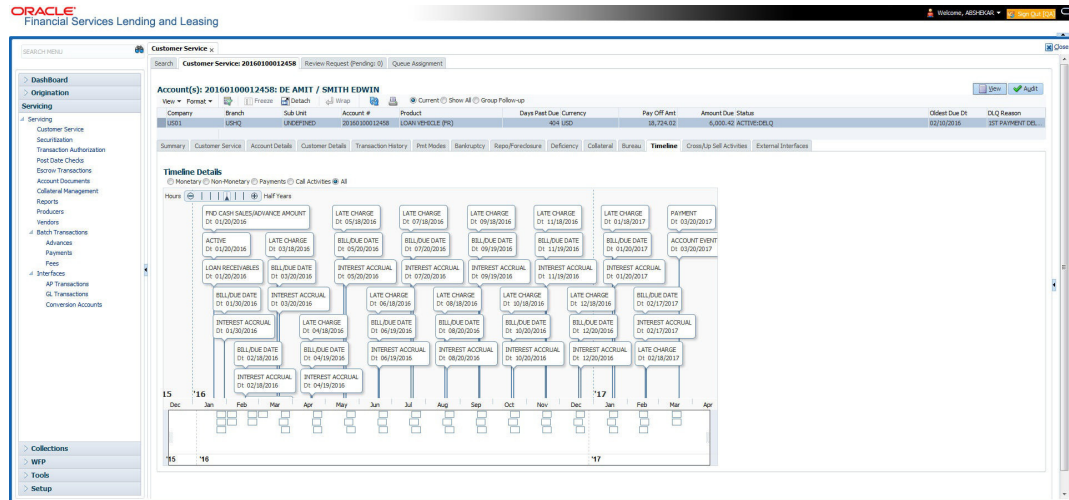 ORACLE'
Financial Services Lending and Leasing
Welcome, ABSHEKAR
Sign Out [QA]
SEARCH MENU
Customer Service x
Close
Search Customer Service: 20160100012458 Review Request (Pending: 0) Queue Assignment
DashBoard
Origination
Servicing
Servicing
Customer Service
Securitization
Transaction Authorization
Post Date Checks
Escrow Transactions
Account Documents
Collateral Management
Reports
Producers
Vendors
Batch Transactions
Advances
Payments
Fees
Interfaces
AP Transactions
GL Transactions
Conversion Accounts
Collections
WFP
Tools
Setup
Account(s): 20160100012458: DE AMIT / SMITH EDWIN
View Audit
View Format Freeze Detach Wrap Current Show All Group Follow-up
Company Branch Sub Unit Account # Product Days Past Due Currency Pay Off Amt Amount Due Status Oldest Due Dt DLQ Reason
US01 USHQ UNDEFINED 20160100012458 LOAN VEHICLE (FR) 404 USD 18,724.02 6,000.42 ACTIVE:DELQ 02/10/2016 1ST PAYMENT DEL...
Summary Customer Service Account Details Customer Details Transaction History Pmt Modes Bankruptcy Repo/Foreclosure Deficiency Collateral Bureau Timeline Cross/Up Sell Activities External Interfaces
Timeline Details
Monetary Non-Monetary Payments Call Activities All
Hours Half Years
FND CASH SALES/ADVANCE AMOUNT LATE CHARGE LATE CHARGE LATE CHARGE LATE CHARGE LATE CHARGE PAYMENT
Dt 01/20/2016 Dt 05/18/2016 Dt 07/18/2016 Dt 09/18/2016 Dt 11/18/2016 Dt 01/18/2017 Dt 03/20/2017
ACTIVE LATE CHARGE BILL/DUE DATE BILL/DUE DATE BILL/DUE DATE BILL/DUE DATE BILL/DUE DATE ACCOUNT EVENT
Dt 01/20/2016 Dt 03/18/2016 Dt 05/20/2016 Dt 07/20/2016 Dt 09/19/2016 Dt 11/19/2016 Dt 01/20/2017 Dt 03/20/2017
LOAN RECEIVABLES BILL/DUE DATE INTEREST ACCRUAL INTEREST ACCRUAL INTEREST ACCRUAL INTEREST ACCRUAL INTEREST ACCRUAL
Dt 01/20/2016 Dt 03/20/2016 Dt 05/20/2016 Dt 07/20/2016 Dt 09/19/2016 Dt 11/19/2016 Dt 01/20/2017
BILL/DUE DATE INTEREST ACCRUAL LATE CHARGE LATE CHARGE LATE CHARGE LATE CHARGE BILL/DUE DATE
Dt 01/30/2016 Dt 03/20/2016 Dt 06/18/2016 Dt 08/18/2016 Dt 10/18/2016 Dt 12/18/2016 Dt 02/17/2017
INTEREST ACCRUAL LATE CHARGE BILL/DUE DATE BILL/DUE DATE BILL/DUE DATE BILL/DUE DATE INTEREST ACCRUAL
Dt 01/30/2016 Dt 04/18/2016 Dt 06/19/2016 Dt 08/20/2016 Dt 10/20/2016 Dt 12/20/2016 Dt 02/17/2017
BILL/DUE DATE BILL/DUE DATE INTEREST ACCRUAL INTEREST ACCRUAL INTEREST ACCRUAL INTEREST ACCRUAL LATE CHARGE
Dt 02/18/2016 Dt 04/19/2016 Dt 06/19/2016 Dt 08/20/2016 Dt 10/20/2016 Dt 12/20/2016 Dt 02/18/2017
INTEREST ACCRUAL INTEREST ACCRUAL
Dt 02/18/2016 Dt 04/19/2016
15 '16 '17
Dec Jan Feb Mar Apr May Jun Jul Aug Sep Oct Nov Dec Jan Feb Mar Apr
'15 '16 '17